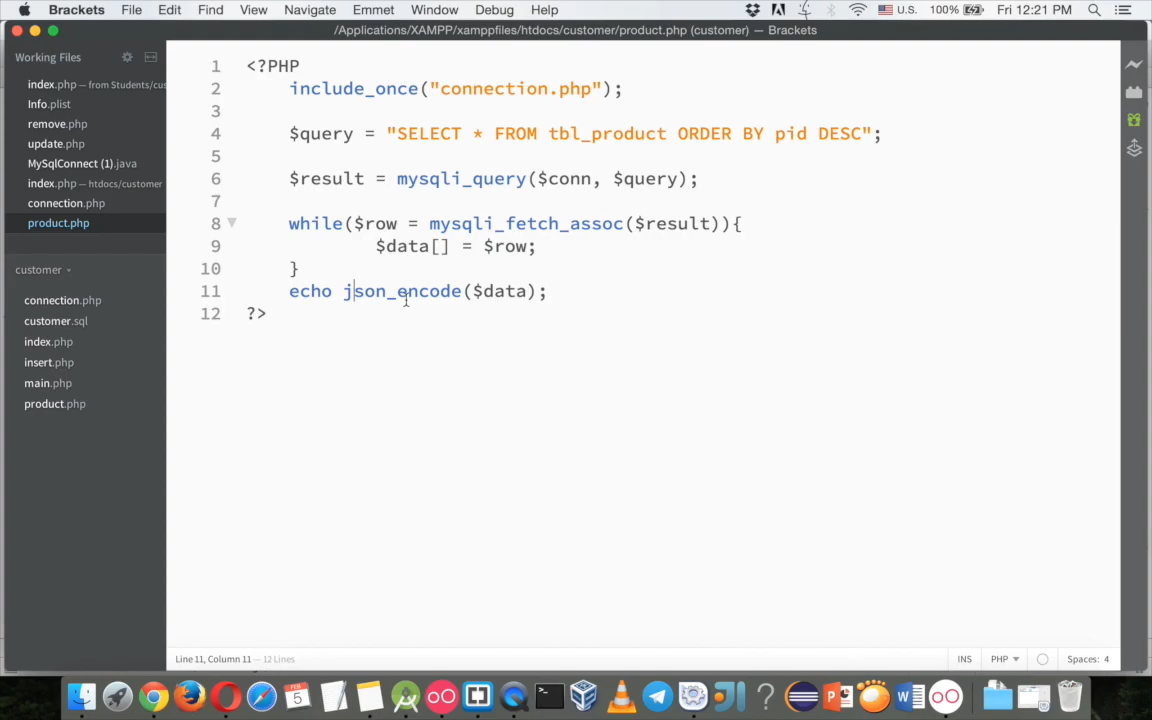 Brackets File Edit Find View Navigate Emmet Window Debug Help U.S. 100% Fri 12:21 PM
/Applications/XAMPP/xamppfiles/htdocs/customer/product.php (customer) — Brackets
Working Files
index.php — from Students/cus
Info.plist
remove.php
update.php
MySqlConnect (1).java
index.php — htdocs/customer
connection.php
product.php
customer
connection.php
customer.sql
index.php
insert.php
main.php
product.php
1 <?PHP
2 include_once("connection.php");
3
4 $query = "SELECT * FROM tbl_product ORDER BY pid DESC";
5
6 $result = mysqli_query($conn, $query);
7
8 while($row = mysqli_fetch_assoc($result)){
9 $data[] = $row;
10 }
11 echo json_encode($data);
12 ?>
Line 11, Column 11 — 12 Lines
INS PHP Spaces: 4
FEB
5